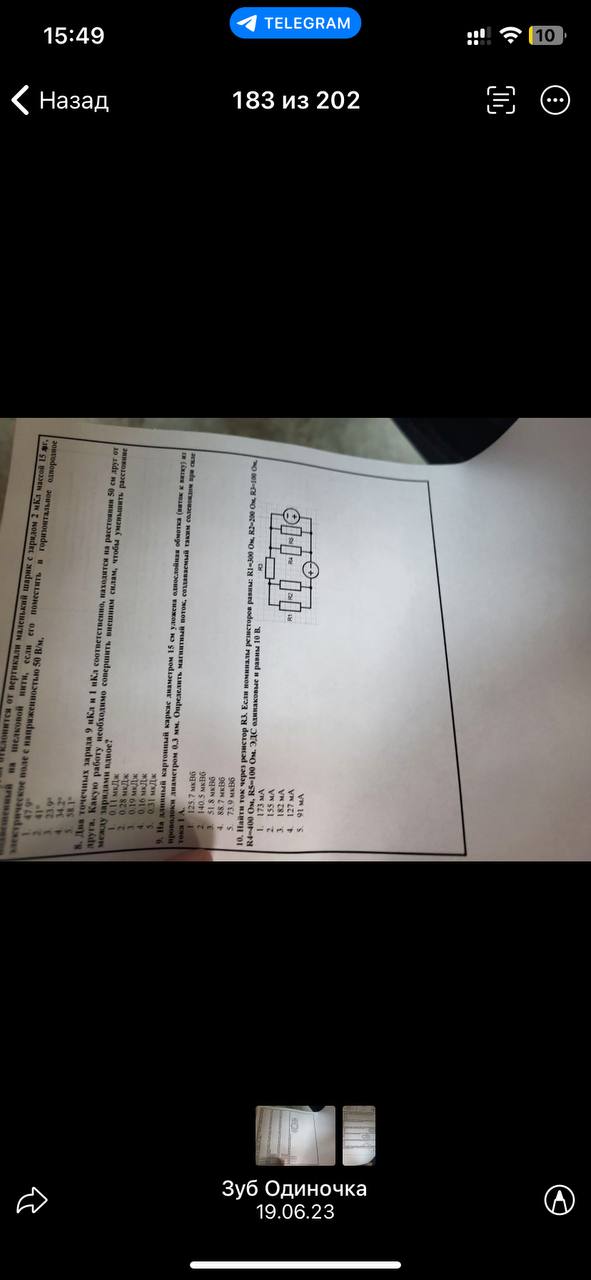 15:49
TELEGRAM
10
Назад
183 из 202
отклонится от вертикали маленький шарик с зарядом 2 мКл массой 15 мг,
подвешенный на шелковой нити, если его поместить в горизонтальное однородное
электрическое поле с напряженностью 50 В/м.
1. 47.9°
2. 41°
3. 23.9°
4. 34.2°
5. 58.1°
8. Два точечных заряда 9 нКл и 1 нКл соответственно, находятся на расстоянии 50 см друг от
друга. Какую работу необходимо совершить внешним силам, чтобы уменьшить расстояние
между зарядами вдвое?
1. 0.11 мкДж
2. 0.28 мкДж
3. 0.19 мкДж
4. 0.16 мкДж
5. 0.31 мкДж
9. На длинный картонный каркас диаметром 15 см уложена однослойная обмотка (виток к витку) из
проволоки диаметром 0.3 мм. Определить магнитный поток, создаваемый таким соленоидом при силе
тока 1 А.
1 125.7 мкВб
2. 140.5 мкВб
3. 51.8 мкВб
4. 88.7 мкВб
5. 73.9 мкВб
10. Найти ток через резистор R3. Если номиналы резисторов равны: R1=300 Ом, R2=200 Ом, R3=100 Ом,
R4=400 Ом, R5=100 Ом. ЭДС одинаковые и равны 10 В.
1. 173 мА
2. 155 мА
3. 182 мА
4. 127 мА
5. 91 мА
R3
R1
R2
R4
R5
Зуб Одиночка
19.06.23